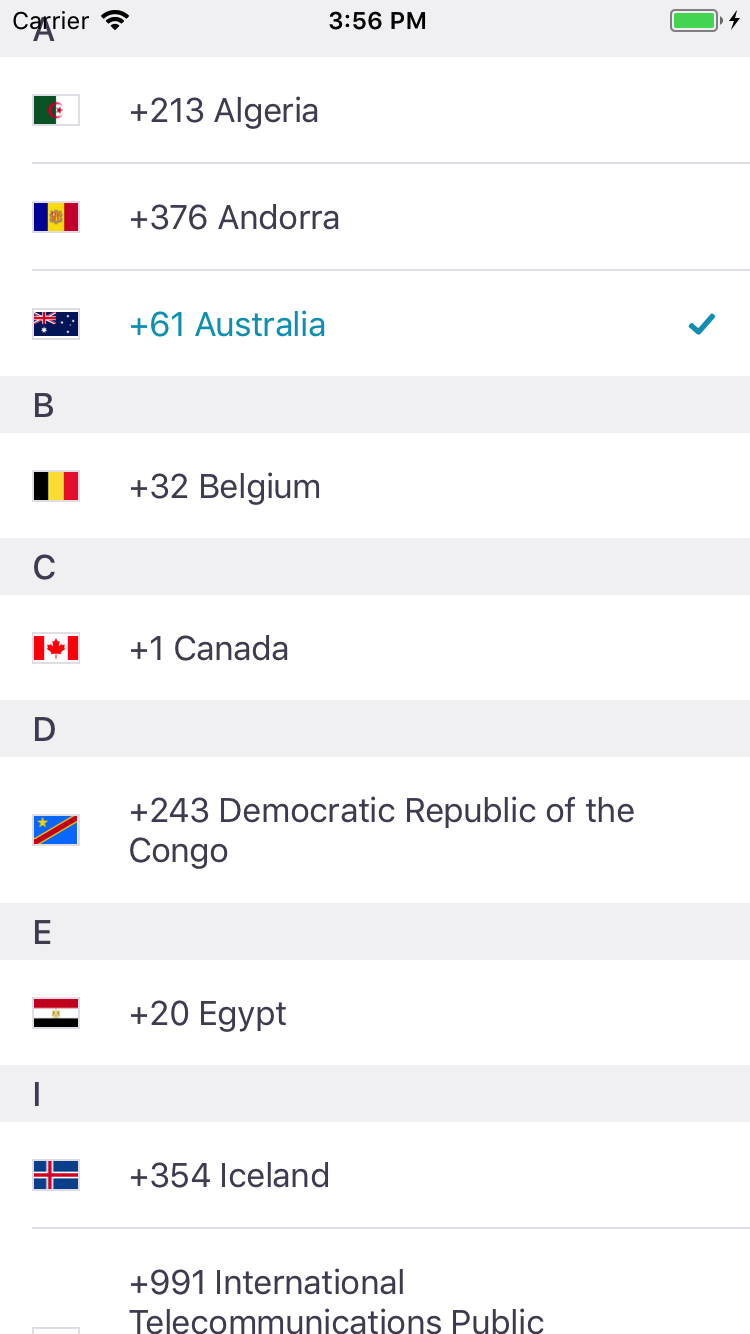 Carrier 3:56 PM
A
+213 Algeria
+376 Andorra
+61 Australia
B
+32 Belgium
C
+1 Canada
D
+243 Democratic Republic of the
Congo
E
+20 Egypt
I
+354 Iceland
+991 International
Telecommunications Public